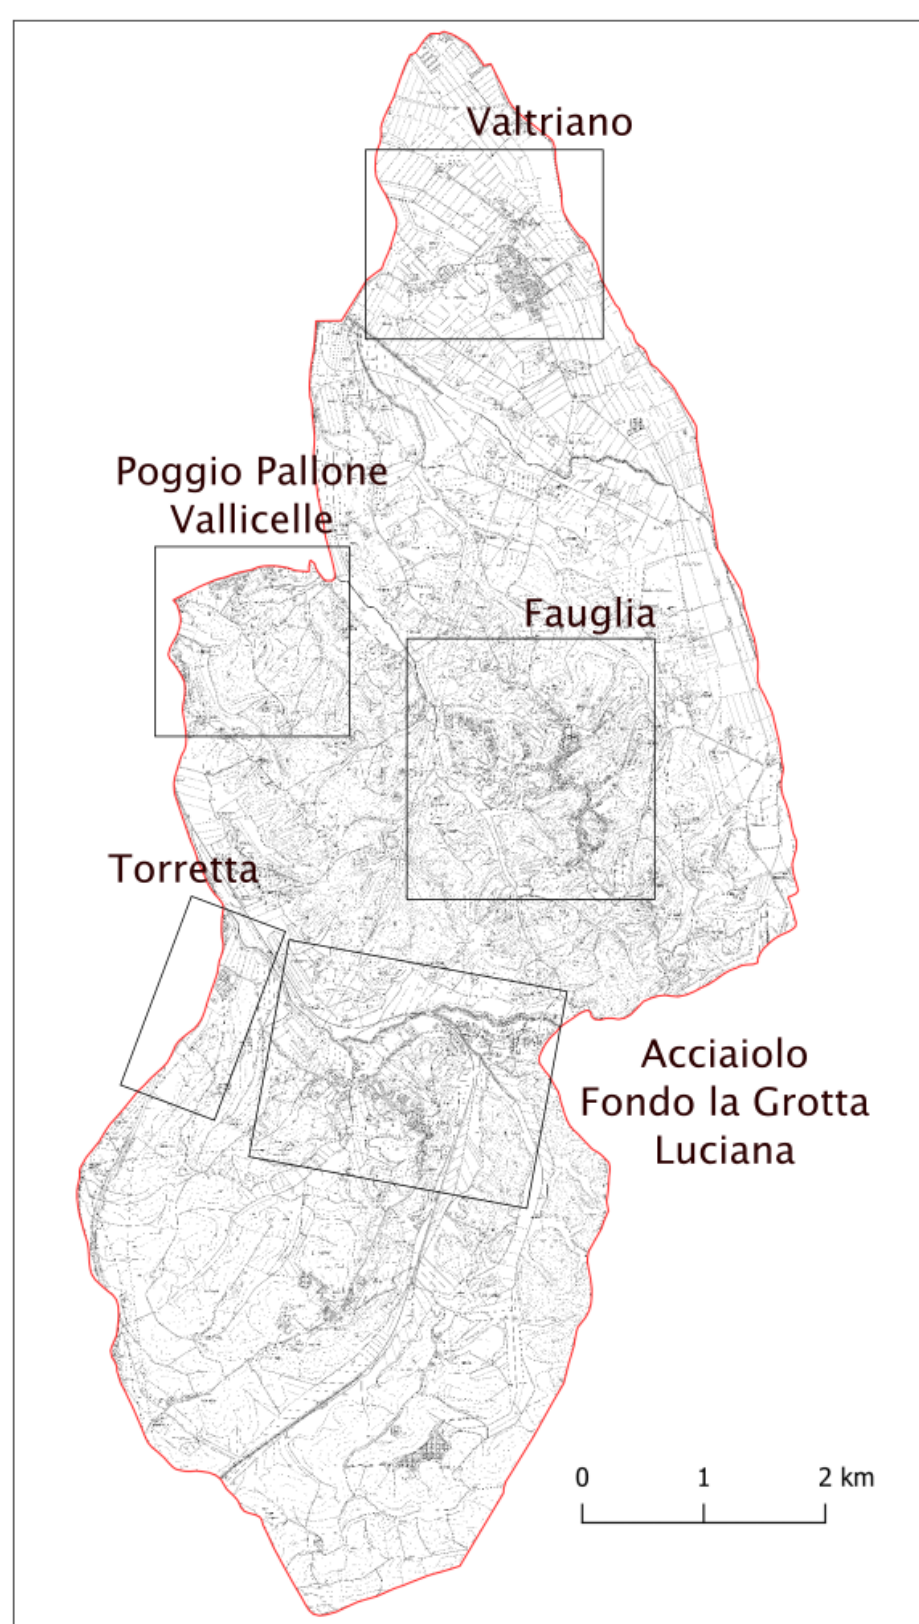 Valtriano
Poggio Pallone
Vallicelle
Fauglia
Torretta
Acciaiolo
Fondo la Grotta
Luciana
0 1 2 km